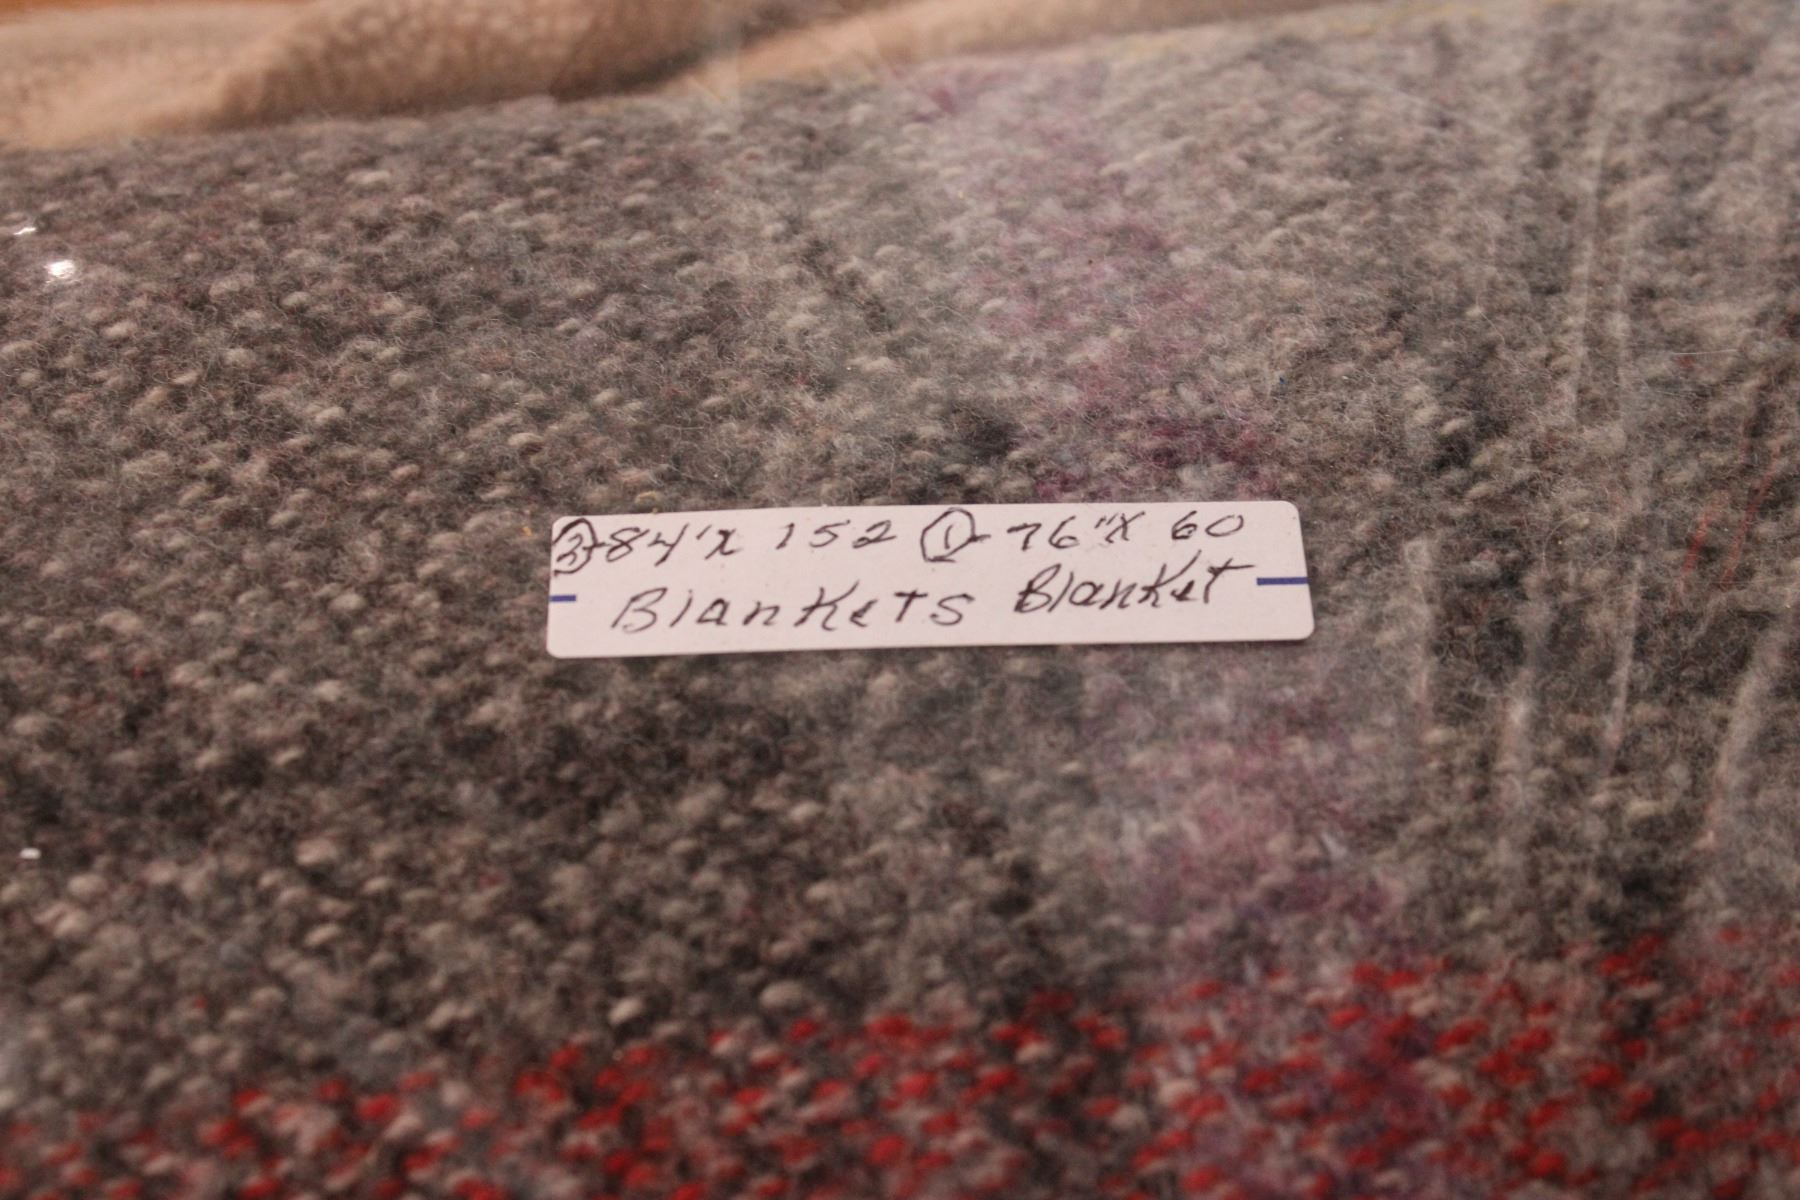 ③-84"x 152 ①-76"x 60
Blankets Blanket